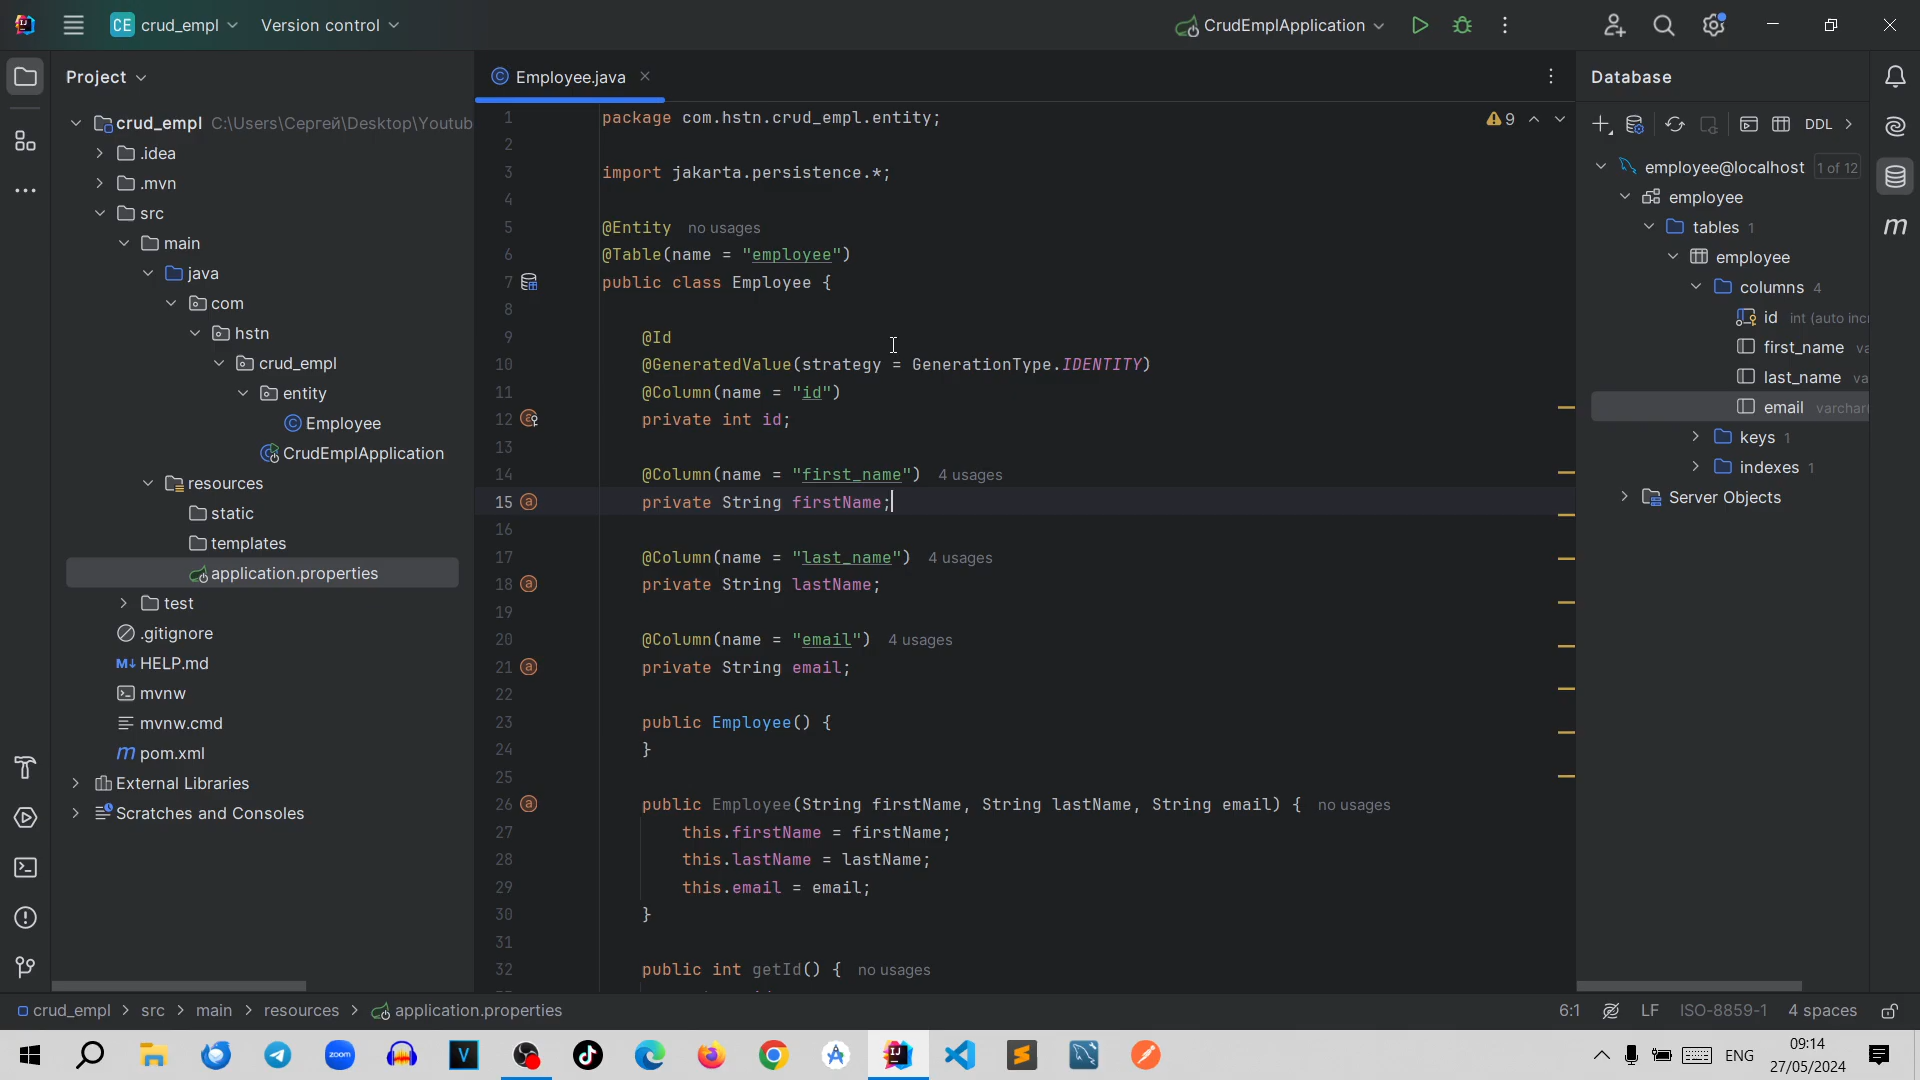 CE crud_empl Version control CrudEmplApplication
Project
crud_empl C:\Users\Сергей\Desktop\Youtub
.idea
.mvn
src
main
java
com
hstn
crud_empl
entity
Employee
CrudEmplApplication
resources
static
templates
application.properties
test
.gitignore
M↓ HELP.md
mvnw
mvnw.cmd
m pom.xml
External Libraries
Scratches and Consoles
Employee.java
9
1 package com.hstn.crud_empl.entity;
2
3 import jakarta.persistence.*;
4
5 @Entity no usages
6 @Table(name = "employee")
7 public class Employee {
8
9 @Id
10 @GeneratedValue(strategy = GenerationType.IDENTITY)
11 @Column(name = "id")
12 private int id;
13
14 @Column(name = "first_name") 4 usages
15 private String firstName;
16
17 @Column(name = "last_name") 4 usages
18 private String lastName;
19
20 @Column(name = "email") 4 usages
21 private String email;
22
23 public Employee() {
24 }
25
26 public Employee(String firstName, String lastName, String email) { no usages
27 this.firstName = firstName;
28 this.lastName = lastName;
29 this.email = email;
30 }
31
32 public int getId() { no usages
Database
DDL
employee@localhost 1 of 12
employee
tables 1
employee
columns 4
id int (auto incr
first_name va
last_name va
email varchar
keys 1
indexes 1
Server Objects
m
crud_empl > src > main > resources > application.properties 6:1 LF ISO-8859-1 4 spaces
zoom
V
ENG
09:14
27/05/2024